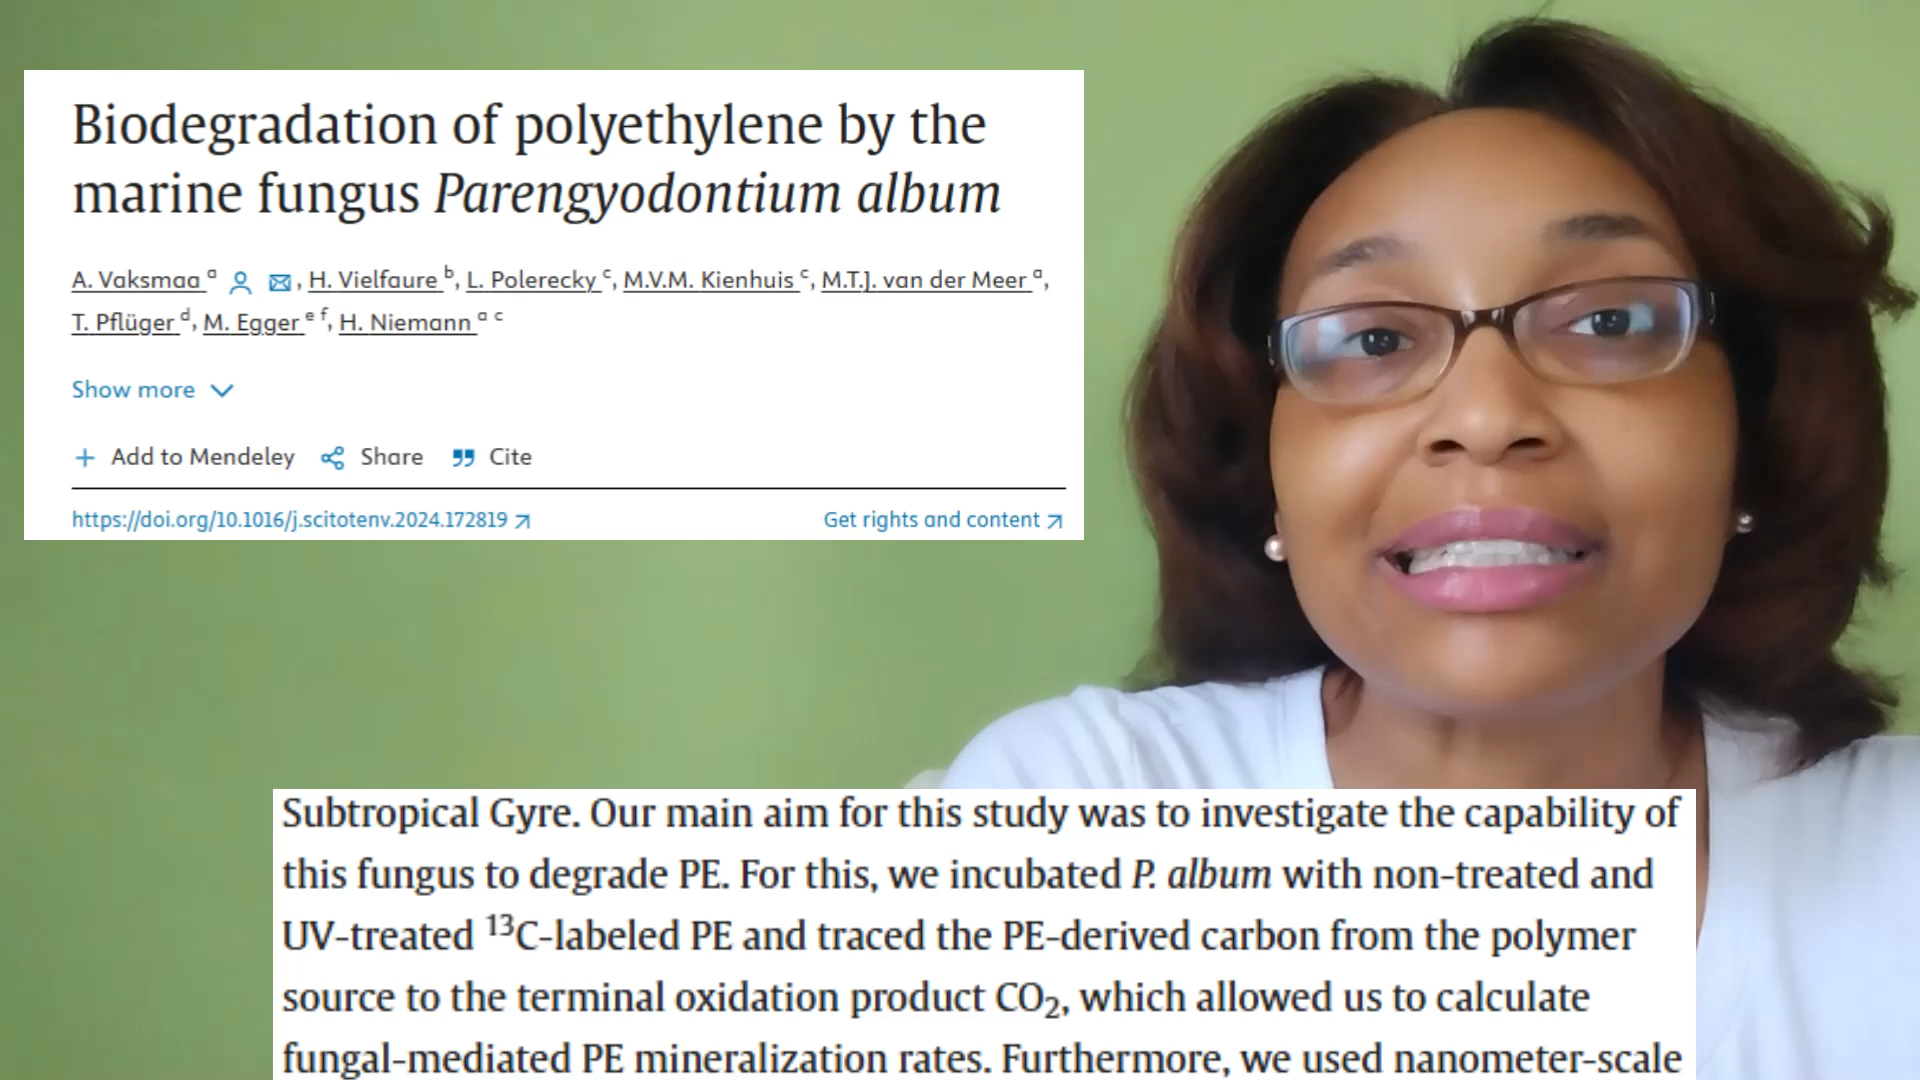 Biodegradation of polyethylene by the
marine fungus Parengyodontium album
A. Vaksmaa a, H. Vielfaure b, L. Polerecky c, M.V.M. Kienhuis c, M.T.J. van der Meer a,
T. Pflüger d, M. Egger e f, H. Niemann a c
Show more
+ Add to Mendeley Share Cite
https://doi.org/10.1016/j.scitotenv.2024.172819 Get rights and content
Subtropical Gyre. Our main aim for this study was to investigate the capability of
this fungus to degrade PE. For this, we incubated P. album with non-treated and
UV-treated ¹³C-labeled PE and traced the PE-derived carbon from the polymer
source to the terminal oxidation product CO₂, which allowed us to calculate
fungal-mediated PE mineralization rates. Furthermore, we used nanometer-scale